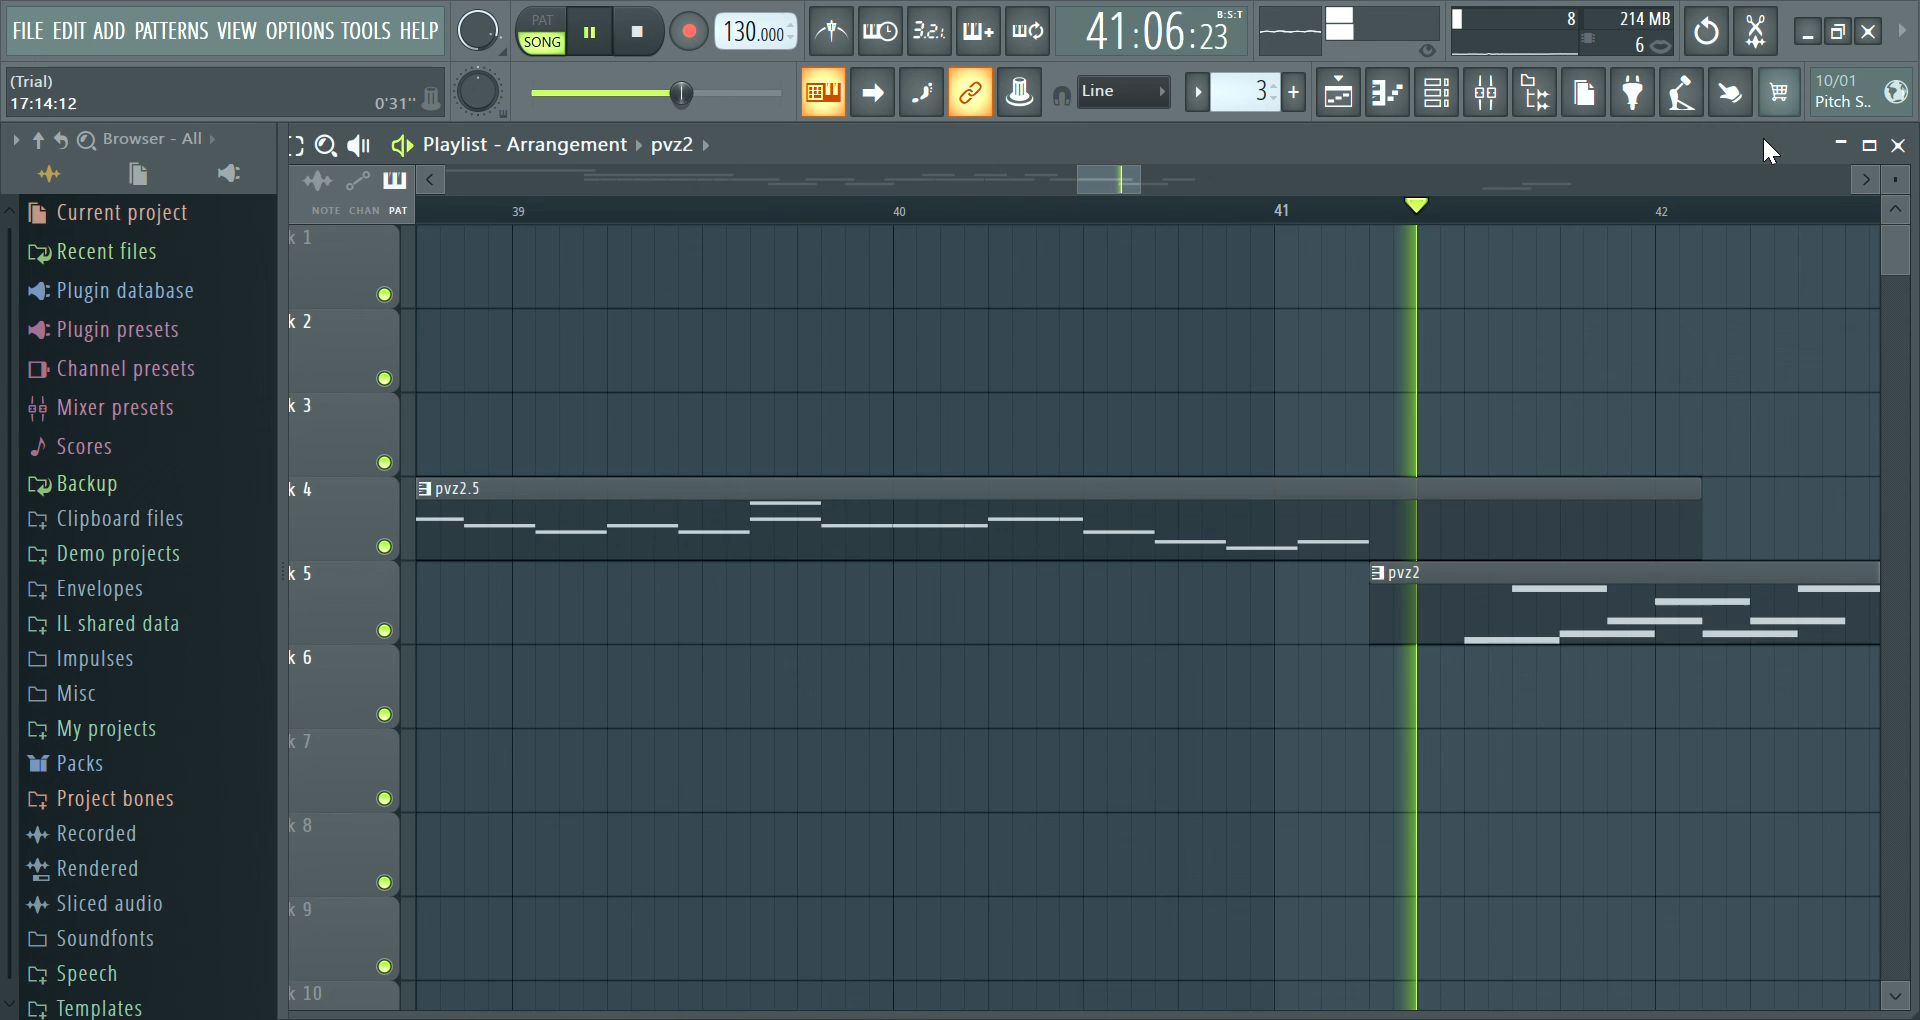 FILE EDIT ADD PATTERNS VIEW OPTIONS TOOLS HELP
PAT
SONG
130.000
3.2.1.
41:06:23
B:S:T
8
214 MB
6
(Trial)
17:14:12
0'31''
Line
3
10/01
Pitch S..
Browser - All
Playlist - Arrangement
pvz2
NOTE CHAN PAT
39
40
41
42
Current project
Recent files
Plugin database
Plugin presets
Channel presets
Mixer presets
Scores
Backup
Clipboard files
Demo projects
Envelopes
IL shared data
Impulses
Misc
My projects
Packs
Project bones
Recorded
Rendered
Sliced audio
Soundfonts
Speech
Templates
k 1
k 2
k 3
k 4
pvz2.5
k 5
pvz2
k 6
k 7
k 8
k 9
k 10